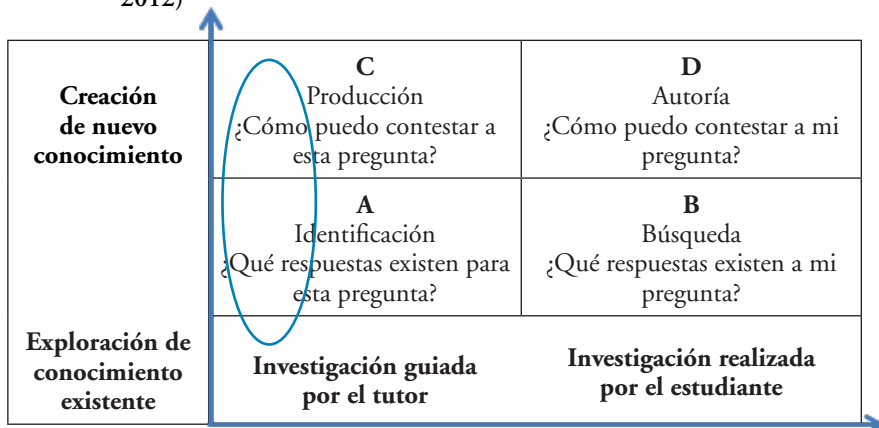 2012)
C
Producción
¿Cómo puedo contestar a
esta pregunta?
D
Autoría
¿Cómo puedo contestar a mi
pregunta?
Creación
de nuevo
conocimiento
A
Identificación
¿Qué respuestas existen para
esta pregunta?
B
Búsqueda
¿Qué respuestas existen a mi
pregunta?
Exploración de
conocimiento
existente
Investigación guiada
por el tutor
Investigación realizada
por el estudiante